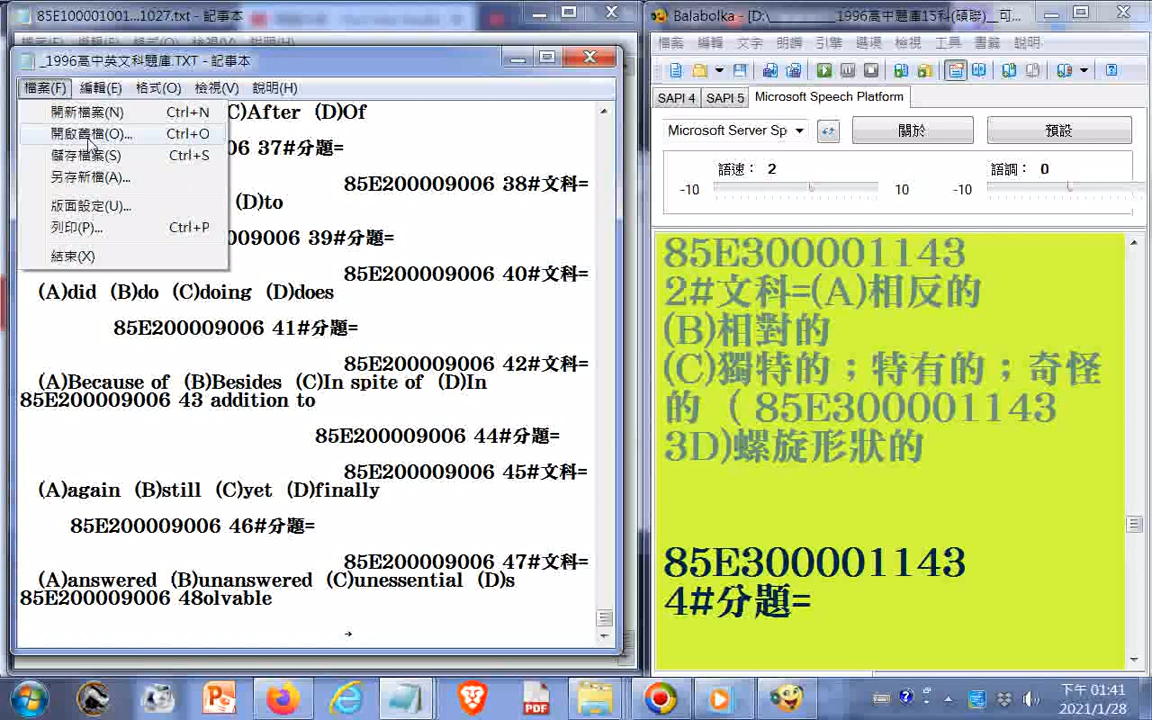 85E100001001...1027.txt - 記事本
_1996高中英文科題庫.TXT - 記事本
檔案(F) 編輯(E) 格式(O) 檢視(V) 說明(H)
開新檔案(N) Ctrl+N
開啟舊檔(O)... Ctrl+O
儲存檔案(S) Ctrl+S
另存新檔(A)...
版面設定(U)...
列印(P)... Ctrl+P
結束(X)
C)After (D)Of
06 37#分題=
85E200009006 38#文科=
(D)to
09006 39#分題=
85E200009006 40#文科=
(A)did (B)do (C)doing (D)does
85E200009006 41#分題=
85E200009006 42#文科=
(A)Because of (B)Besides (C)In spite of (D)In
85E200009006 43 addition to
85E200009006 44#分題=
85E200009006 45#文科=
(A)again (B)still (C)yet (D)finally
85E200009006 46#分題=
85E200009006 47#文科=
(A)answered (B)unanswered (C)unessential (D)s
85E200009006 48olvable
Balabolka - [D:\________1996高中題庫15科(碩聯)__可...
檔案 編輯 文字 朗讀 引擎 選項 檢視 工具 書籤 說明
SAPI 4 SAPI 5 Microsoft Speech Platform
Microsoft Server Sp 關於 預設
語速： 2 語調： 0
-10 10 -10
85E300001143
2#文科=(A)相反的
(B)相對的
(C)獨特的；特有的；奇怪
的（85E300001143
3D)螺旋形狀的
85E300001143
4#分題=
PDF
下午 01:41
2021/1/28